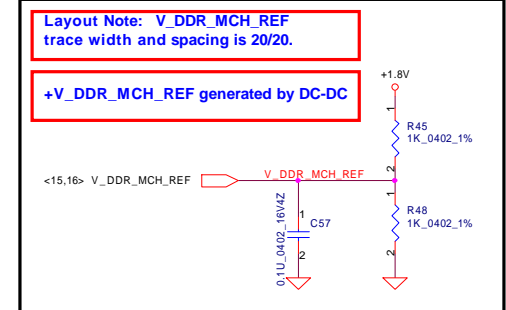 Layout Note: V_DDR_MCH_REF
trace width and spacing is 20/20.
+V_DDR_MCH_REF generated by DC-DC
+1.8V
1
R45
1K_0402_1%
2
<15,16> V_DDR_MCH_REF
V_DDR_MCH_REF
1
R48
1K_0402_1%
2
0.1U_0402_16V4Z
1
C57
2